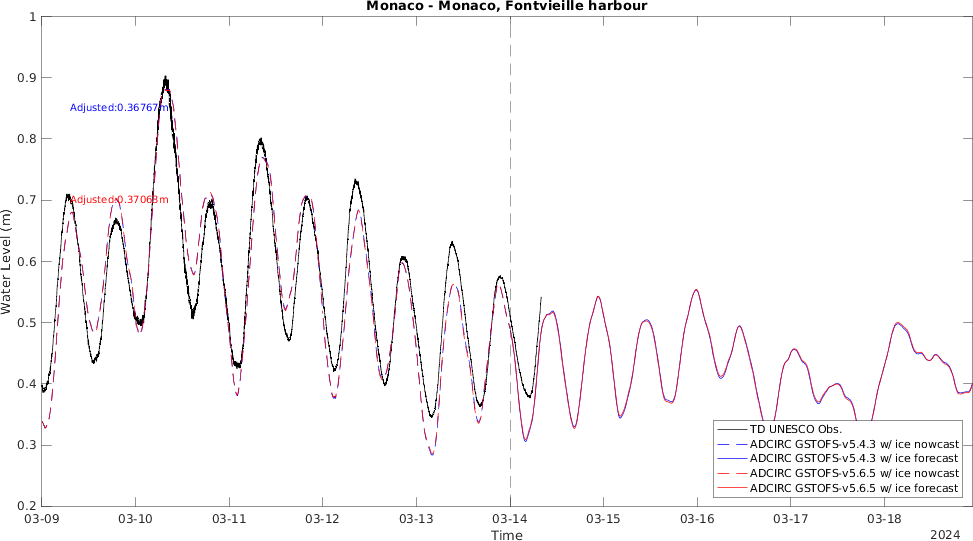 Monaco - Monaco, Fontvieille harbour
1
0.9
0.8
0.7
0.6
0.5
0.4
0.3
0.2
Water Level (m)
Adjusted:0.36767m
Adjusted:0.37063m
TD UNESCO Obs.
ADCIRC GSTOFS-v5.4.3 w/ ice nowcast
ADCIRC GSTOFS-v5.4.3 w/ ice forecast
ADCIRC GSTOFS-v5.6.5 w/ ice nowcast
ADCIRC GSTOFS-v5.6.5 w/ ice forecast
03-09 03-10 03-11 03-12 03-13 03-14 03-15 03-16 03-17 03-18
Time
2024